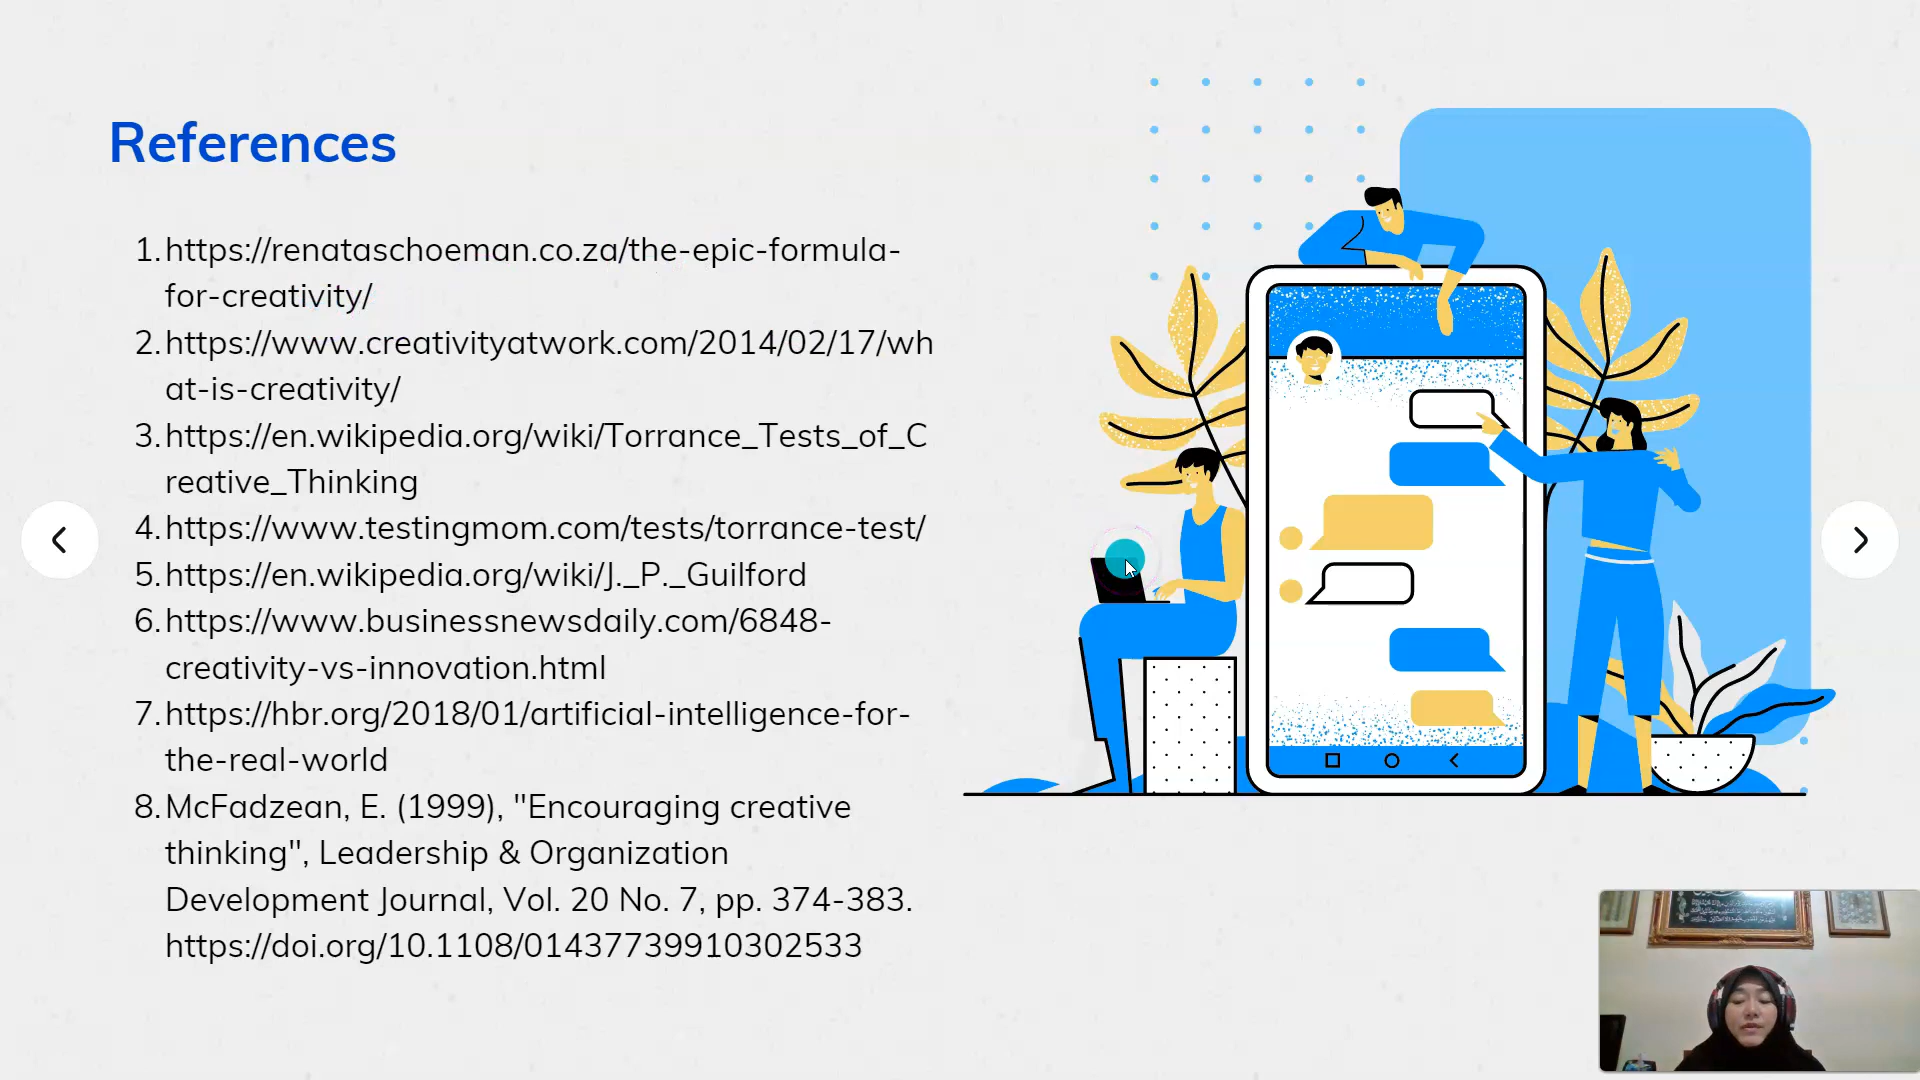 References
1. https://renataschoeman.co.za/the-epic-formula-
for-creativity/
2. https://www.creativityatwork.com/2014/02/17/wh
at-is-creativity/
3. https://en.wikipedia.org/wiki/Torrance_Tests_of_C
reative_Thinking
4. https://www.testingmom.com/tests/torrance-test/
5. https://en.wikipedia.org/wiki/J._P._Guilford
6. https://www.businessnewsdaily.com/6848-
creativity-vs-innovation.html
7. https://hbr.org/2018/01/artificial-intelligence-for-
the-real-world
8. McFadzean, E. (1999), "Encouraging creative
thinking", Leadership & Organization
Development Journal, Vol. 20 No. 7, pp. 374-383.
https://doi.org/10.1108/01437739910302533